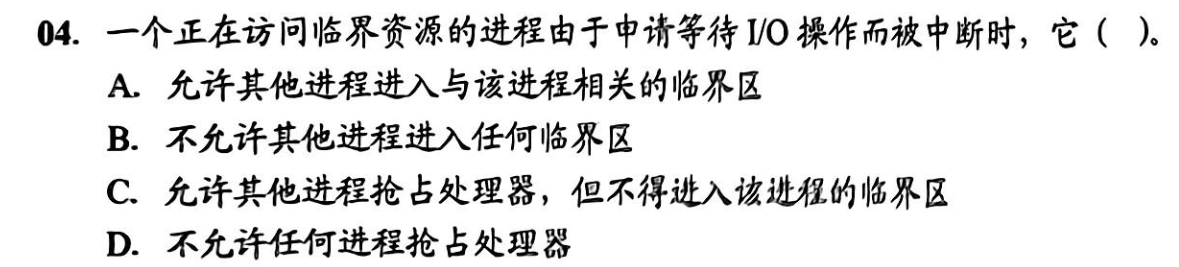 04. 一个正在访问临界资源的进程由于申请等待 I/O 操作而被中断时，它（ ）。
A. 允许其他进程进入与该进程相关的临界区
B. 不允许其他进程进入任何临界区
C. 允许其他进程抢占处理器，但不得进入该进程的临界区
D. 不允许任何进程抢占处理器